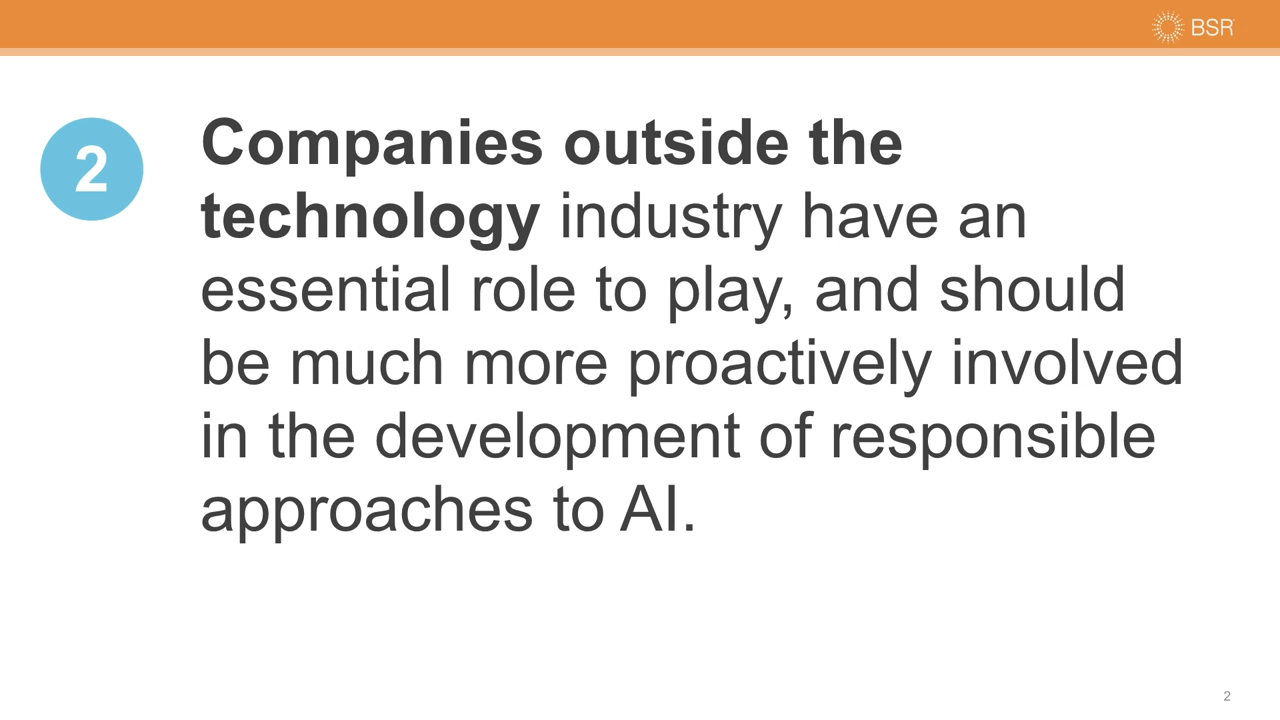 BSR
2
Companies outside the
technology industry have an
essential role to play, and should
be much more proactively involved
in the development of responsible
approaches to AI.
2